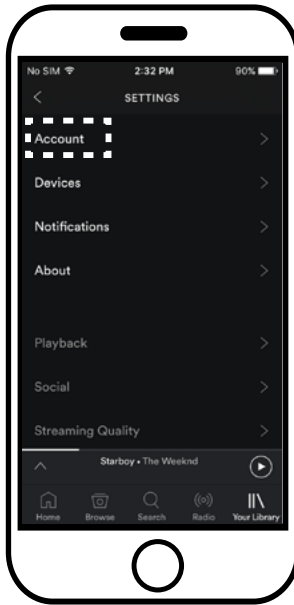 No SIM 2:32 PM 90%
SETTINGS
Account
Devices
Notifications
About
Playback
Social
Streaming Quality
Starboy • The Weeknd
Home Browse Search Radio Your Library